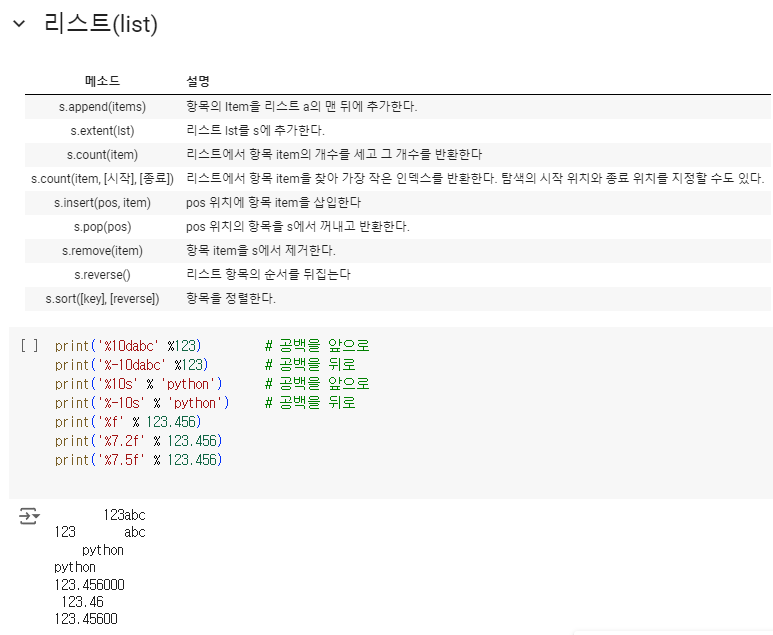 리스트(list)
메소드 설명
s.append(items) 항목의 Item을 리스트 a의 맨 뒤에 추가한다.
s.extent(lst) 리스트 lst를 s에 추가한다.
s.count(item) 리스트에서 항목 item의 개수를 세고 그 개수를 반환한다
s.count(item, [시작], [종료]) 리스트에서 항목 item을 찾아 가장 작은 인덱스를 반환한다. 탐색의 시작 위치와 종료 위치를 지정할 수도 있다.
s.insert(pos, item) pos 위치에 항목 item을 삽입한다
s.pop(pos) pos 위치의 항목을 s에서 꺼내고 반환한다.
s.remove(item) 항목 item을 s에서 제거한다.
s.reverse() 리스트 항목의 순서를 뒤집는다
s.sort([key], [reverse]) 항목을 정렬한다.
[ ] print('%10dabc' %123) # 공백을 앞으로
print('%-10dabc' %123) # 공백을 뒤로
print('%10s' % 'python') # 공백을 앞으로
print('%-10s' % 'python') # 공백을 뒤로
print('%f' % 123.456)
print('%7.2f' % 123.456)
print('%7.5f' % 123.456)
123abc
123 abc
python
python
123.456000
123.46
123.45600